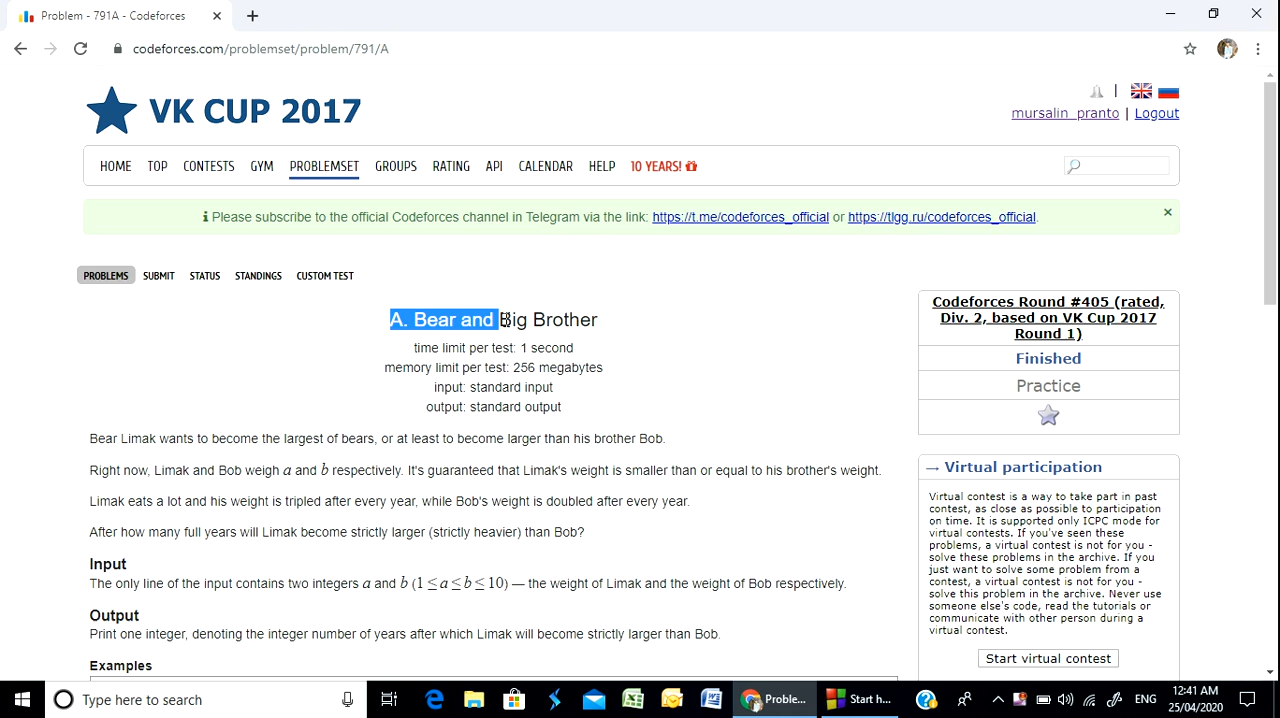 Problem - 791A - Codeforces
codeforces.com/problemset/problem/791/A
VK CUP 2017
mursalin_pranto | Logout
HOME TOP CONTESTS GYM PROBLEMSET GROUPS RATING API CALENDAR HELP 10 YEARS!
Please subscribe to the official Codeforces channel in Telegram via the link: https://t.me/codeforces_official or https://tlgg.ru/codeforces_official.
PROBLEMS SUBMIT STATUS STANDINGS CUSTOM TEST
A. Bear and Big Brother
time limit per test: 1 second
memory limit per test: 256 megabytes
input: standard input
output: standard output
Bear Limak wants to become the largest of bears, or at least to become larger than his brother Bob.
Right now, Limak and Bob weigh a and b respectively. It's guaranteed that Limak's weight is smaller than or equal to his brother's weight.
Limak eats a lot and his weight is tripled after every year, while Bob's weight is doubled after every year.
After how many full years will Limak become strictly larger (strictly heavier) than Bob?
Input
The only line of the input contains two integers a and b (1 ≤ a ≤ b ≤ 10) — the weight of Limak and the weight of Bob respectively.
Output
Print one integer, denoting the integer number of years after which Limak will become strictly larger than Bob.
Examples
Codeforces Round #405 (rated,
Div. 2, based on VK Cup 2017
Round 1)
Finished
Practice
→ Virtual participation
Virtual contest is a way to take part in past
contest, as close as possible to participation
on time. It is supported only ICPC mode for
virtual contests. If you've seen these
problems, a virtual contest is not for you -
solve these problems in the archive. If you
just want to solve some problem from a
contest, a virtual contest is not for you -
solve this problem in the archive. Never use
someone else's code, read the tutorials or
communicate with other person during a
virtual contest.
Start virtual contest
Type here to search
Proble...
Start h...
ENG
12:41 AM
25/04/2020